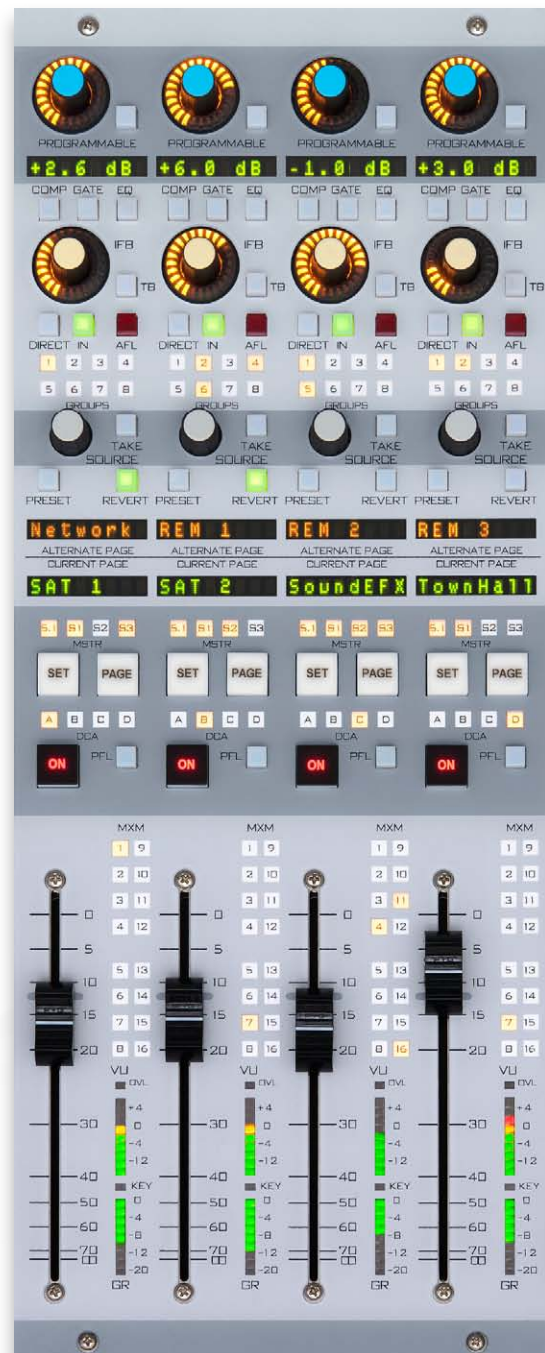 PROGRAMMABLE PROGRAMMABLE PROGRAMMABLE PROGRAMMABLE
+2.6 dB +6.0 dB -1.0 dB +3.0 dB
COMP GATE EQ COMP GATE EQ COMP GATE EQ COMP GATE EQ
IFB IFB IFB IFB
TB TB TB TB
DIRECT IN AFL DIRECT IN AFL DIRECT IN AFL DIRECT IN AFL
1 2 3 4 1 2 3 4 1 2 3 4 1 2 3 4
5 6 7 8 5 6 7 8 5 6 7 8 5 6 7 8
GROUPS GROUPS GROUPS GROUPS
TAKE TAKE TAKE TAKE
SOURCE SOURCE SOURCE SOURCE
PRESET REVERT PRESET REVERT PRESET REVERT PRESET REVERT
Network REM 1 REM 2 REM 3
ALTERNATE PAGE ALTERNATE PAGE ALTERNATE PAGE ALTERNATE PAGE
CURRENT PAGE CURRENT PAGE CURRENT PAGE CURRENT PAGE
SAT 1 SAT 2 SoundEFX TownHall
5.1 S1 S2 S3 5.1 S1 S2 S3 5.1 S1 S2 S3 5.1 S1 S2 S3
MSTR MSTR MSTR MSTR
SET PAGE SET PAGE SET PAGE SET PAGE
A B C D A B C D A B C D A B C D
DCA DCA DCA DCA
ON PFL ON PFL ON PFL ON PFL
MXM MXM MXM MXM
1 9 1 9 1 9 1 9
2 10 2 10 2 10 2 10
3 11 3 11 3 11 3 11
0 0 0 0
4 12 4 12 4 12 4 12
5 5 5 5
5 13 5 13 5 13 5 13
10 10 10 10
6 14 6 14 6 14 6 14
15 15 15 15
7 15 7 15 7 15 7 15
20 20 20 20
8 16 8 16 8 16 8 16
VU VU VU VU
OVL OVL OVL OVL
+4 +4 +4 +4
30 0 30 0 30 0 30 0
-4 -4 -4 -4
-12 -12 -12 -12
40 40 40 40
KEY KEY KEY KEY
50 0 50 0 50 0 50 0
-4 -4 -4 -4
60 60 60 60
-8 -8 -8 -8
70 -12 70 -12 70 -12 70 -12
∞ ∞ ∞ ∞
-20 -20 -20 -20
GR GR GR GR